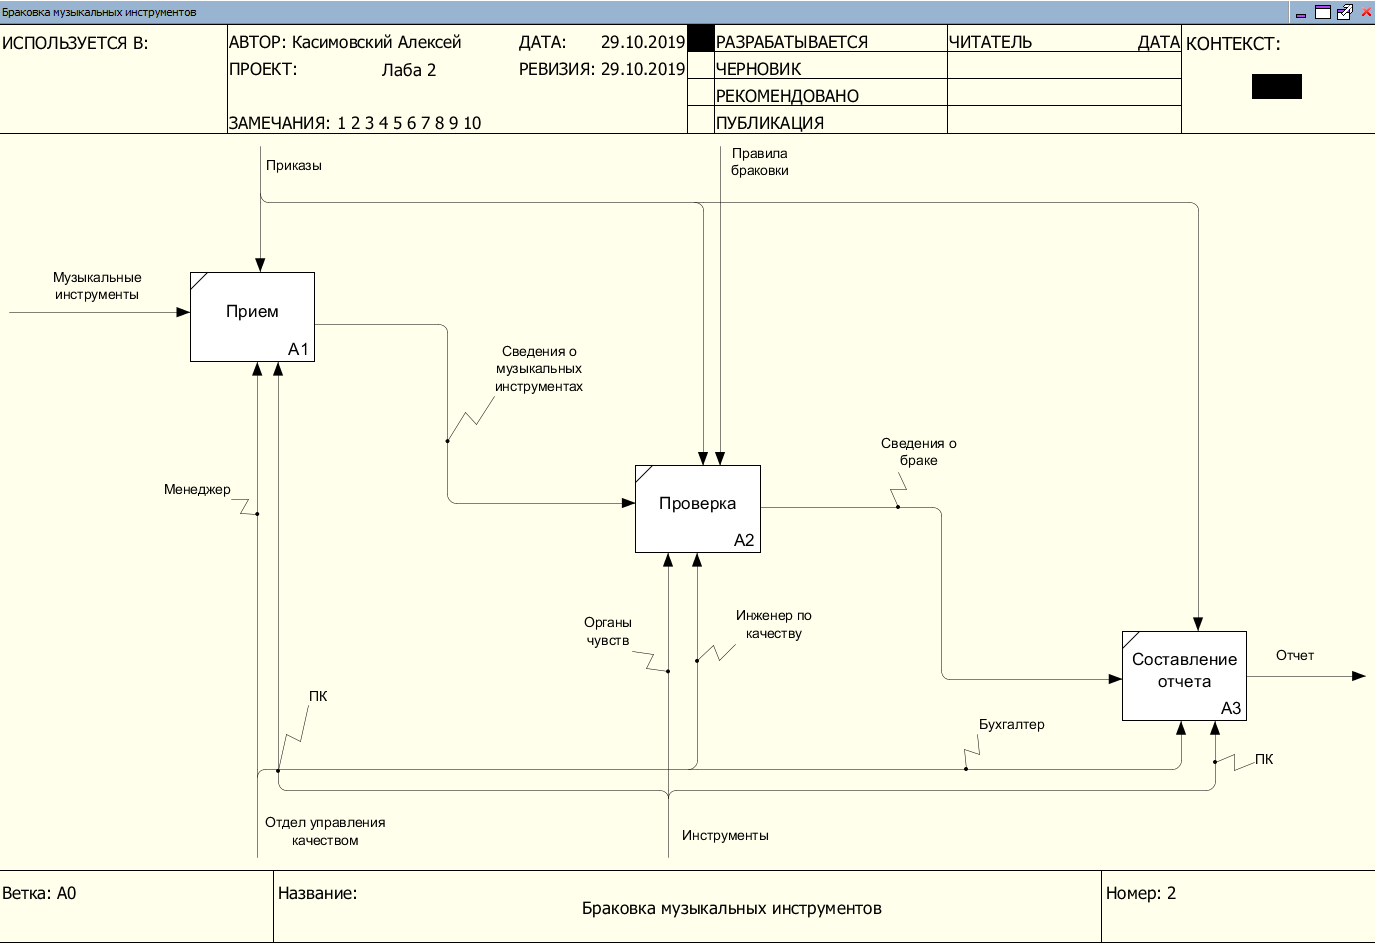 Браковка музыкальных инструментов
ИСПОЛЬЗУЕТСЯ В:
АВТОР: Касимовский Алексей
ДАТА: 29.10.2019
ПРОЕКТ: Лаба 2
РЕВИЗИЯ: 29.10.2019
ЗАМЕЧАНИЯ: 1 2 3 4 5 6 7 8 9 10
РАЗРАБАТЫВАЕТСЯ
ЧЕРНОВИК
РЕКОМЕНДОВАНО
ПУБЛИКАЦИЯ
ЧИТАТЕЛЬ
ДАТА
КОНТЕКСТ:
Приказы
Правила
браковки
Музыкальные
инструменты
Прием
A1
Сведения о
музыкальных
инструментах
Сведения о
браке
Менеджер
Проверка
A2
Органы
чувств
Инженер по
качеству
Составление
отчета
A3
Отчет
ПК
Бухгалтер
ПК
Отдел управления
качеством
Инструменты
Ветка: A0
Название:
Браковка музыкальных инструментов
Номер: 2